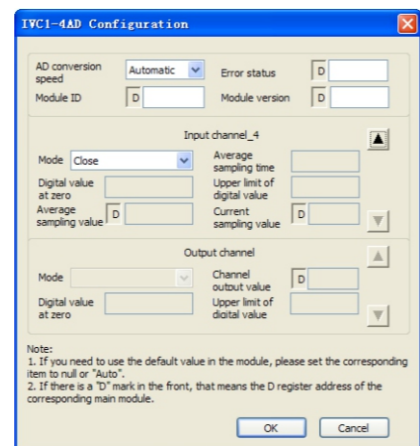 IVC1-4AD Configuration
AD conversion speed Automatic Error status D
Module ID D Module version D
Input channel_4
Mode Close Average sampling time
Digital value at zero Upper limit of digital value
Average sampling value D Current sampling value D
Output channel
Mode Channel output value D
Digital value at zero Upper limit of digital value
Note:
1. If you need to use the default value in the module, please set the corresponding
item to null or "Auto".
2. If there is a "D" mark in the front, that means the D register address of the
corresponding main module.
OK Cancel